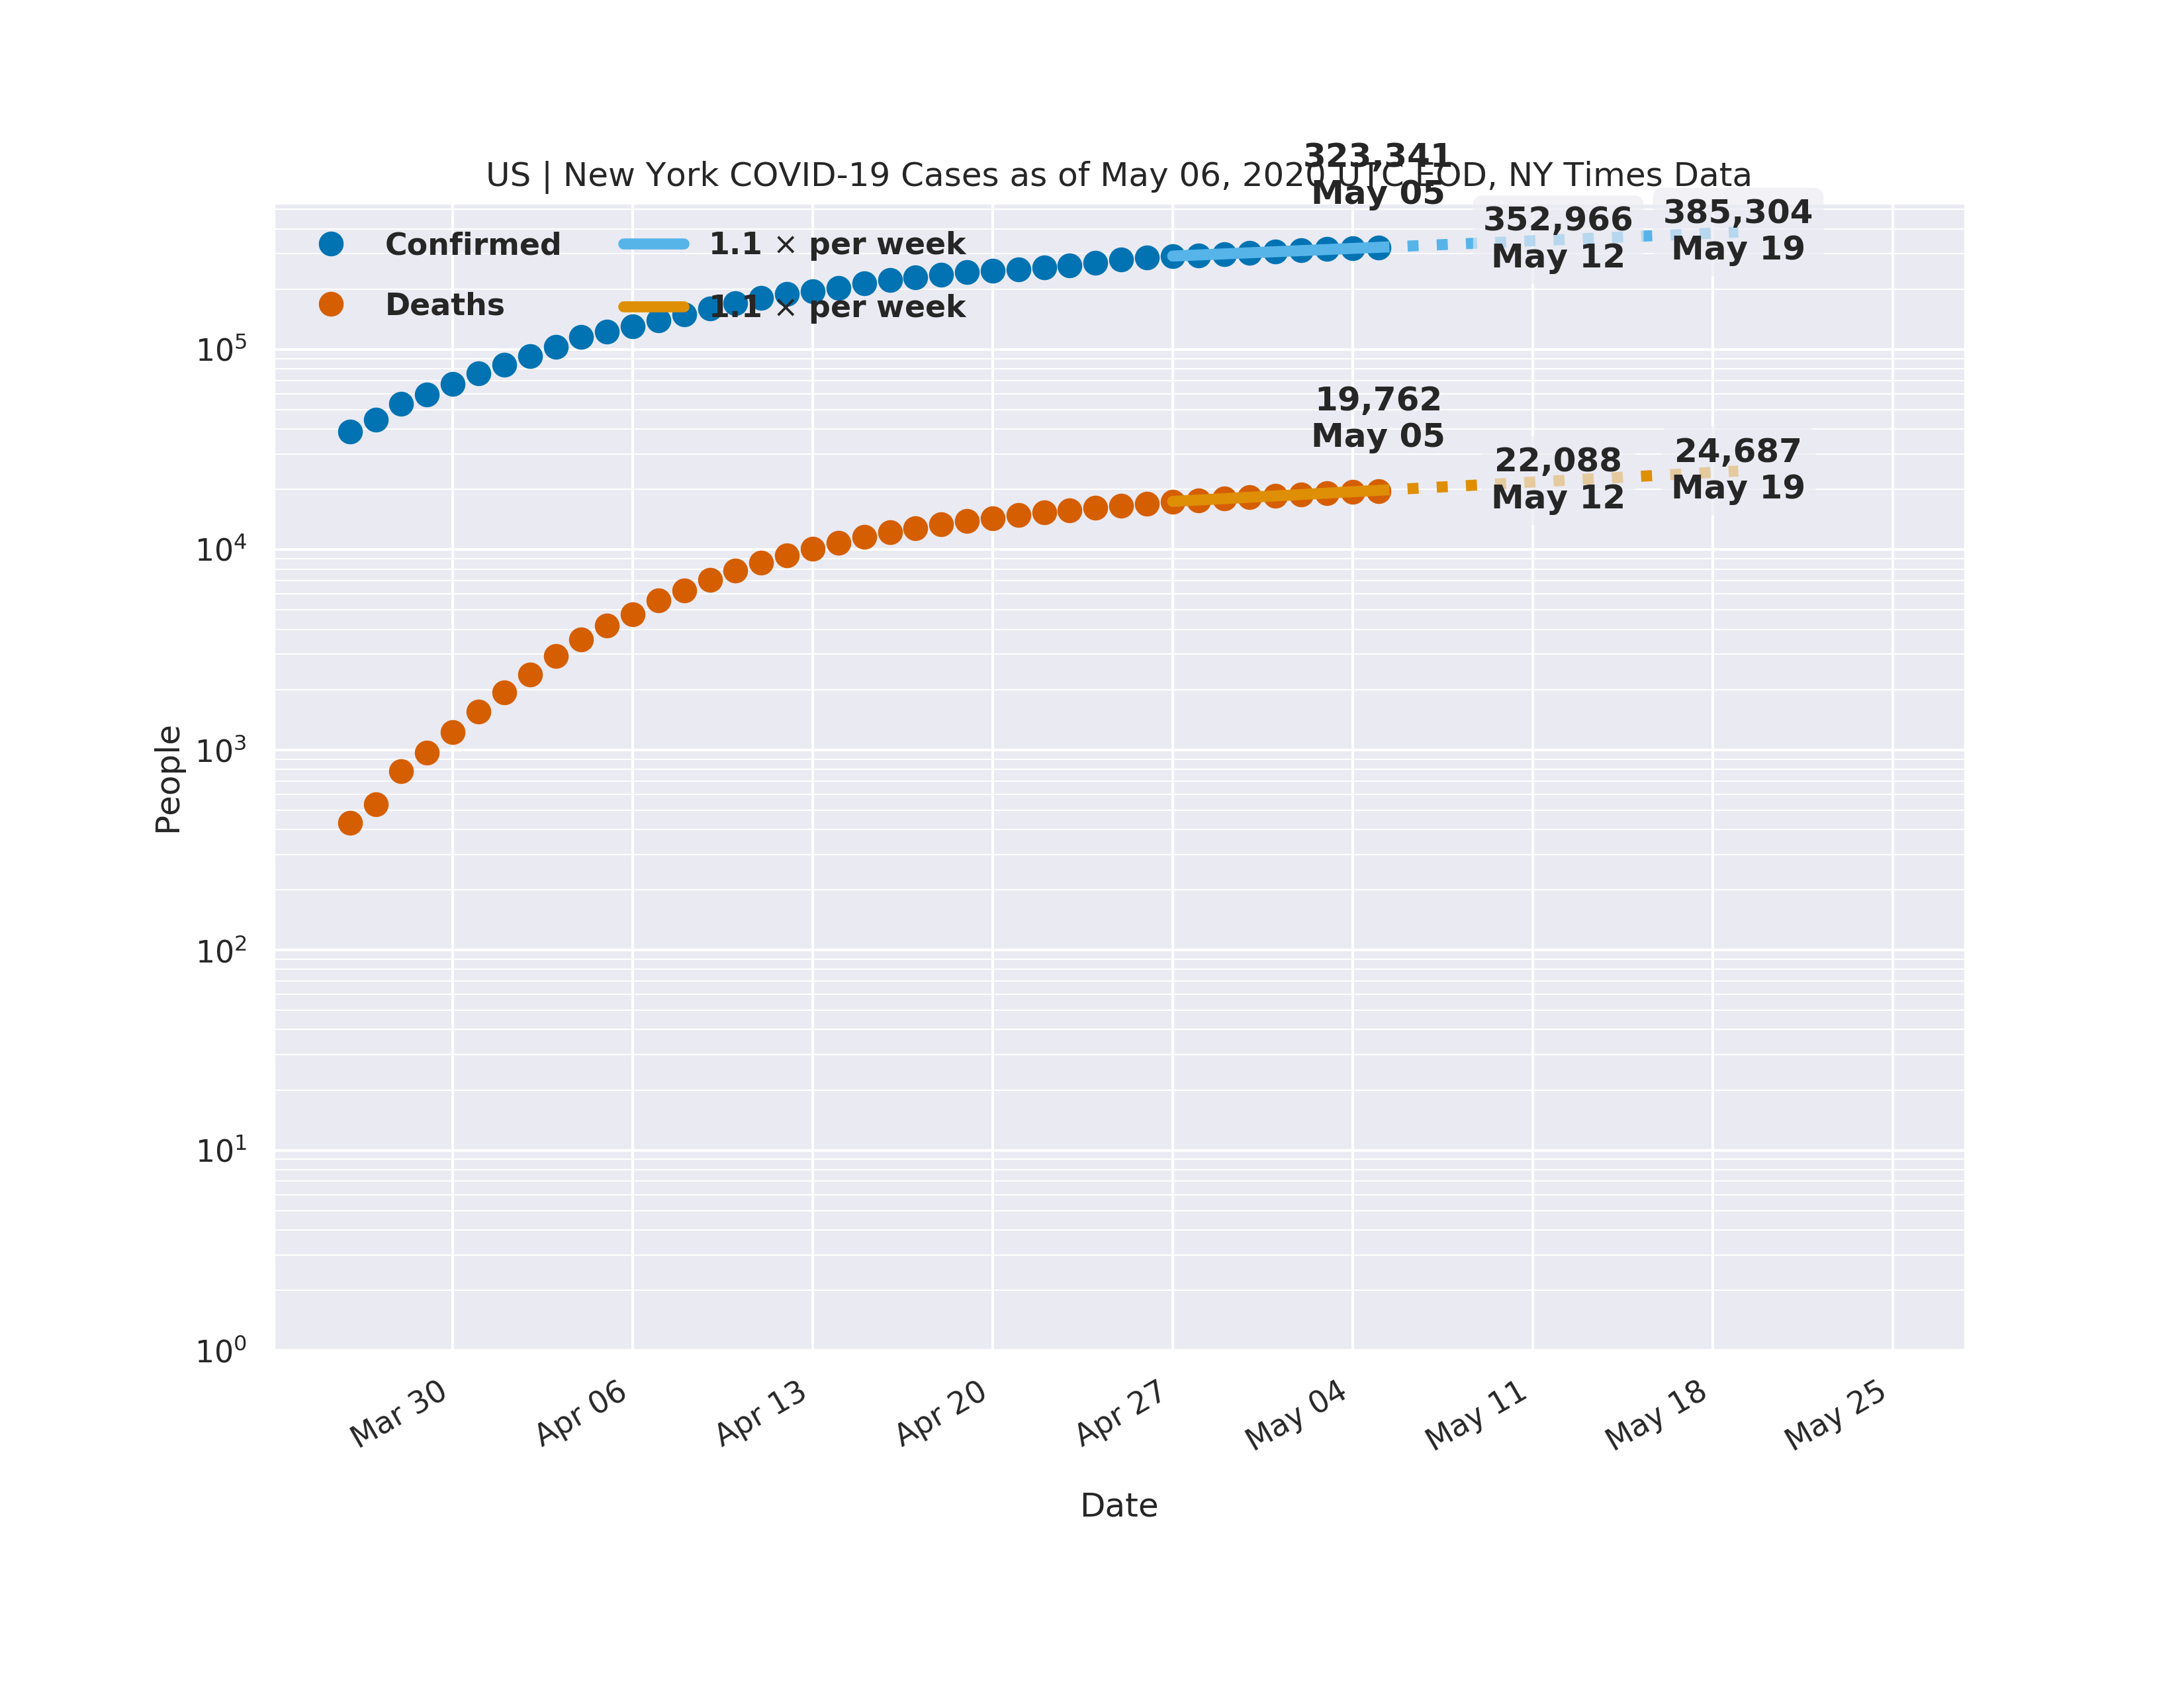 323,341
May 05
US | New York COVID-19 Cases as of May 06, 2020 UTC EOD, NY Times Data
352,966
May 12
385,304
May 19
Confirmed
1.1 × per week
Deaths
1.1 × per week
19,762
May 05
22,088
May 12
24,687
May 19
People
10⁵
10⁴
10³
10²
10¹
10⁰
Mar 30
Apr 06
Apr 13
Apr 20
Apr 27
May 04
May 11
May 18
May 25
Date